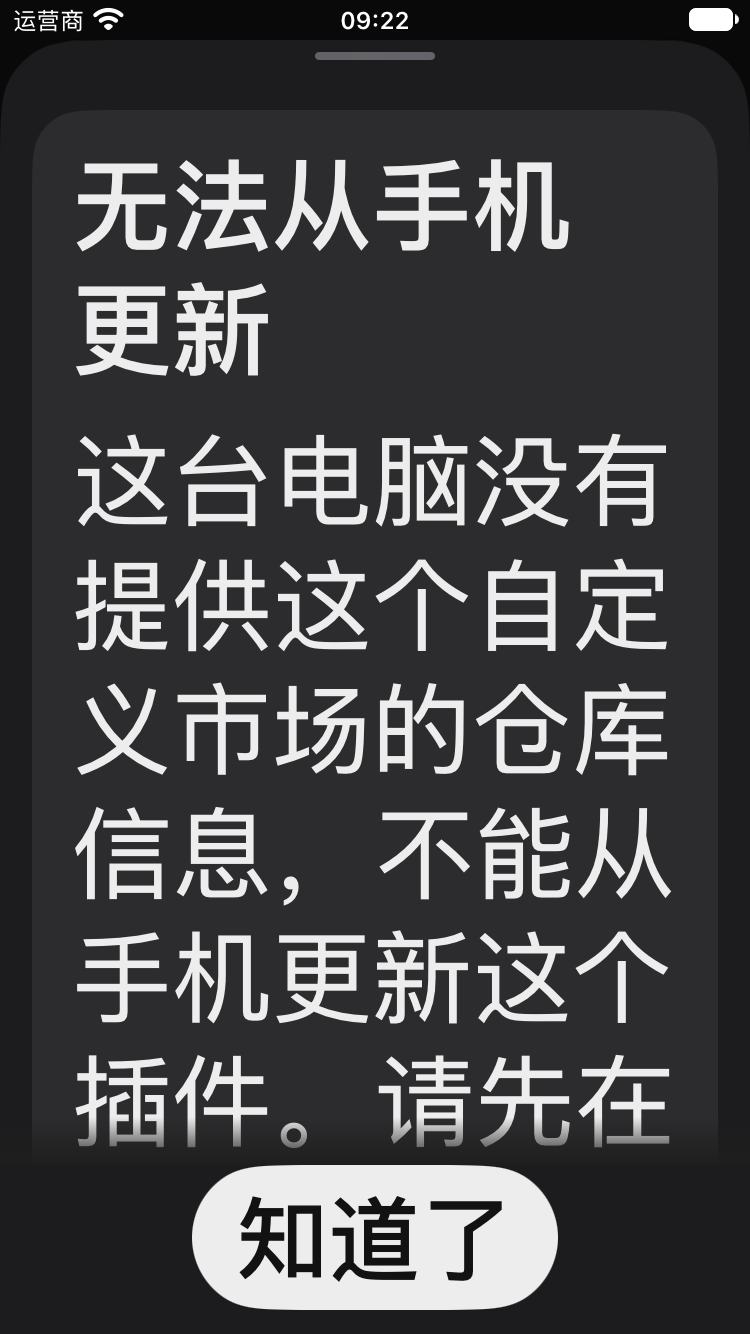 运营商
09:22
无法从手机
更新
这台电脑没有
提供这个自定
义市场的仓库
信息，不能从
手机更新这个
插件。请先在
知道了